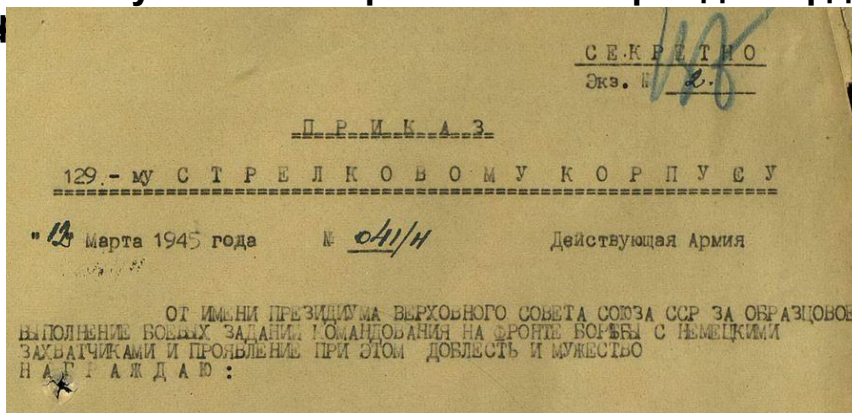 СЕКРЕТНО
Экз. № 2.
ПРИКАЗ
129.- му СТРЕЛКОВОМУ КОРПУСУ
"12" Марта 1945 года № 041/н Действующая Армия
ОТ ИМЕНИ ПРЕЗИДИУМА ВЕРХОВНОГО СОВЕТА СОЮЗА ССР ЗА ОБРАЗЦОВОЕ
ВЫПОЛНЕНИЕ БОЕВЫХ ЗАДАНИЙ КОМАНДОВАНИЯ НА ФРОНТЕ БОРЬБЫ С НЕМЕЦКИМИ
ЗАХВАТЧИКАМИ И ПРОЯВЛЕНИЕ ПРИ ЭТОМ ДОБЛЕСТЬ И МУЖЕСТВО
НАГРАЖДАЮ: